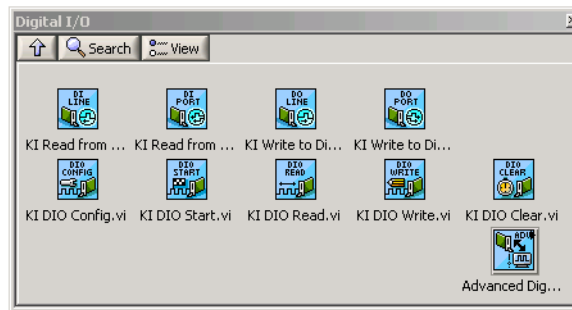 Digital I/O
Search View
DI LINE DI PORT DO LINE DO PORT
KI Read from ... KI Read from ... KI Write to Di... KI Write to Di...
DIO CONFIG DIO START DIO READ DIO WRITE DIO CLEAR
KI DIO Config.vi KI DIO Start.vi KI DIO Read.vi KI DIO Write.vi KI DIO Clear.vi
ADV
Advanced Dig...